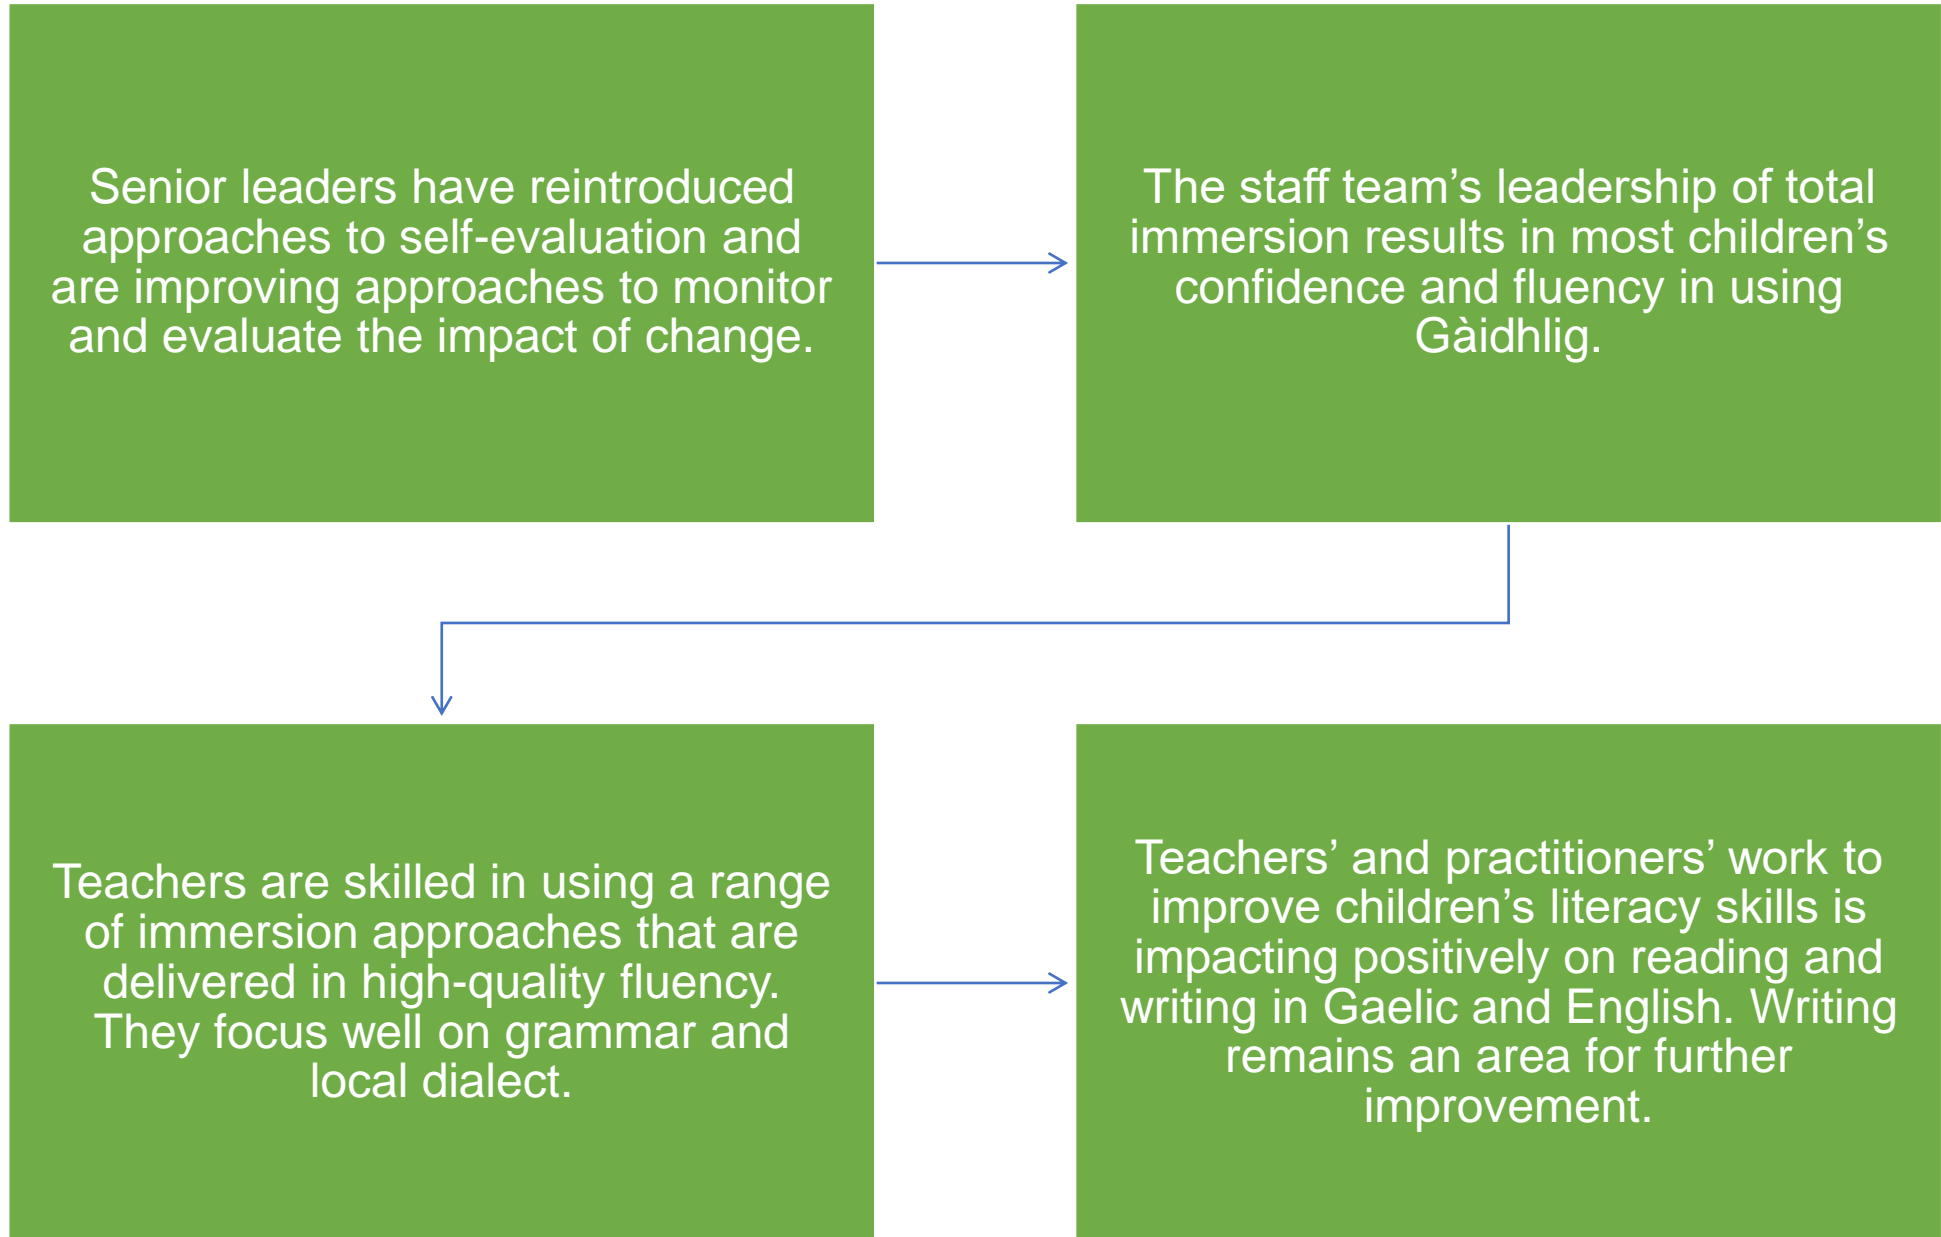 Senior leaders have reintroduced
approaches to self-evaluation and
are improving approaches to monitor
and evaluate the impact of change.
The staff team’s leadership of total
immersion results in most children’s
confidence and fluency in using
Gàidhlig.
Teachers are skilled in using a range
of immersion approaches that are
delivered in high-quality fluency.
They focus well on grammar and
local dialect.
Teachers’ and practitioners’ work to
improve children’s literacy skills is
impacting positively on reading and
writing in Gaelic and English. Writing
remains an area for further
improvement.